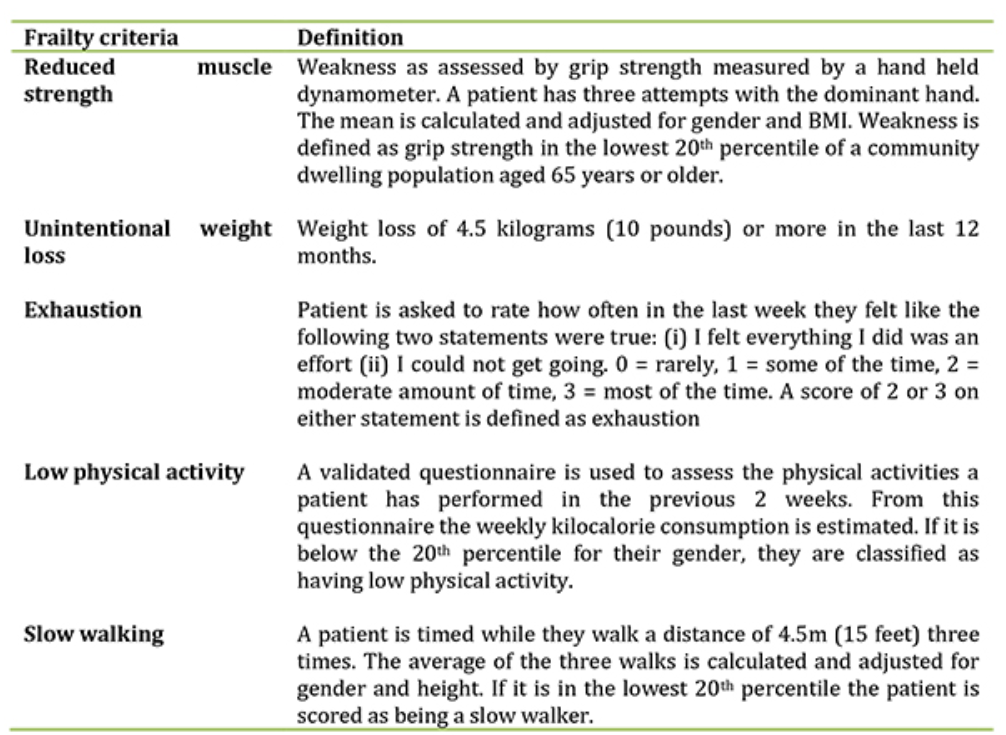 Frailty criteria Definition
Reduced muscle strength Weakness as assessed by grip strength measured by a hand held
dynamometer. A patient has three attempts with the dominant hand.
The mean is calculated and adjusted for gender and BMI. Weakness is
defined as grip strength in the lowest 20th percentile of a community
dwelling population aged 65 years or older.
Unintentional weight loss Weight loss of 4.5 kilograms (10 pounds) or more in the last 12
months.
Exhaustion Patient is asked to rate how often in the last week they felt like the
following two statements were true: (i) I felt everything I did was an
effort (ii) I could not get going. 0 = rarely, 1 = some of the time, 2 =
moderate amount of time, 3 = most of the time. A score of 2 or 3 on
either statement is defined as exhaustion
Low physical activity A validated questionnaire is used to assess the physical activities a
patient has performed in the previous 2 weeks. From this
questionnaire the weekly kilocalorie consumption is estimated. If it is
below the 20th percentile for their gender, they are classified as
having low physical activity.
Slow walking A patient is timed while they walk a distance of 4.5m (15 feet) three
times. The average of the three walks is calculated and adjusted for
gender and height. If it is in the lowest 20th percentile the patient is
scored as being a slow walker.